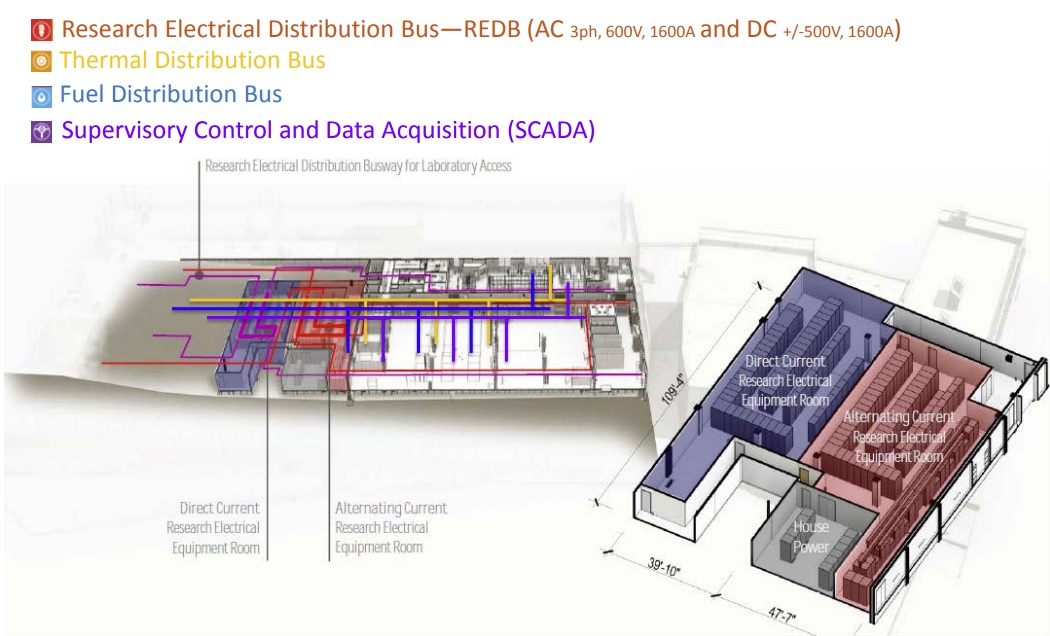 Research Electrical Distribution Bus—REDB (AC 3ph, 600V, 1600A and DC +/-500V, 1600A)
Thermal Distribution Bus
Fuel Distribution Bus
Supervisory Control and Data Acquisition (SCADA)
Research Electrical Distribution Busway for Laboratory Access
Direct Current
Research Electrical
Equipment Room
Alternating Current
Research Electrical
Equipment Room
109'-4"
Direct Current
Research Electrical
Equipment Room
Alternating Current
Research Electrical
Equipment Room
House
Power
39'-10"
47'-7"